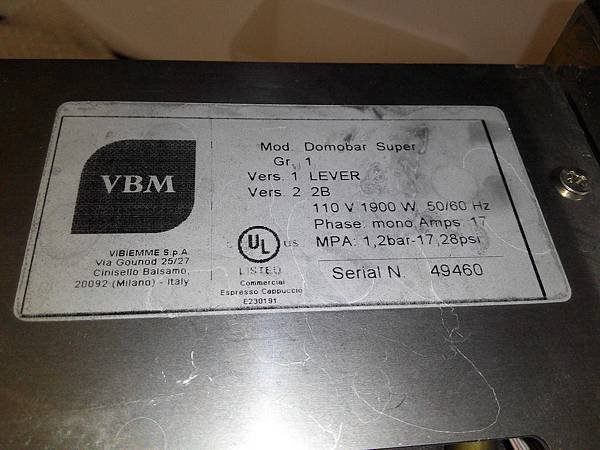 VBM
VIBIEMME S.p.A
Via Gounod 25/27
Cinisello Balsamo,
20092 (Milano) - Italy
C UL US
LISTED
Commercial
Espresso Cappuccio
E230191
Mod. Domobar Super
Gr. 1
Vers. 1 LEVER
Vers. 2 2B
110 V 1900 W. 50/60 Hz
Phase: mono Amps: 17
MPA: 1,2bar-17,28psi
Serial N. 49460